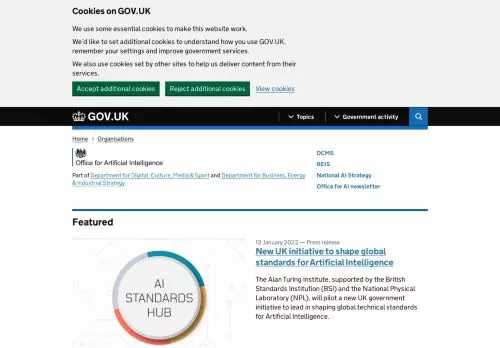 Cookies on GOV.UK
We use some essential cookies to make this website work.
We'd like to set additional cookies to understand how you use GOV.UK,
remember your settings and improve government services.
We also use cookies set by other sites to help us deliver content from their
services.
Accept additional cookies Reject additional cookies View cookies
GOV.UK Topics Government activity
Home > Organisations
Office for Artificial Intelligence
Part of Department for Digital, Culture, Media & Sport and Department for Business, Energy
& Industrial Strategy
DCMS
BEIS
National AI Strategy
Office for AI newsletter
Featured
AI
STANDARDS
HUB
12 January 2022 — Press release
New UK initiative to shape global
standards for Artificial Intelligence
The Alan Turing Institute, supported by the British
Standards Institution (BSI) and the National Physical
Laboratory (NPL), will pilot a new UK government
initiative to lead in shaping global technical standards
for Artificial Intelligence.